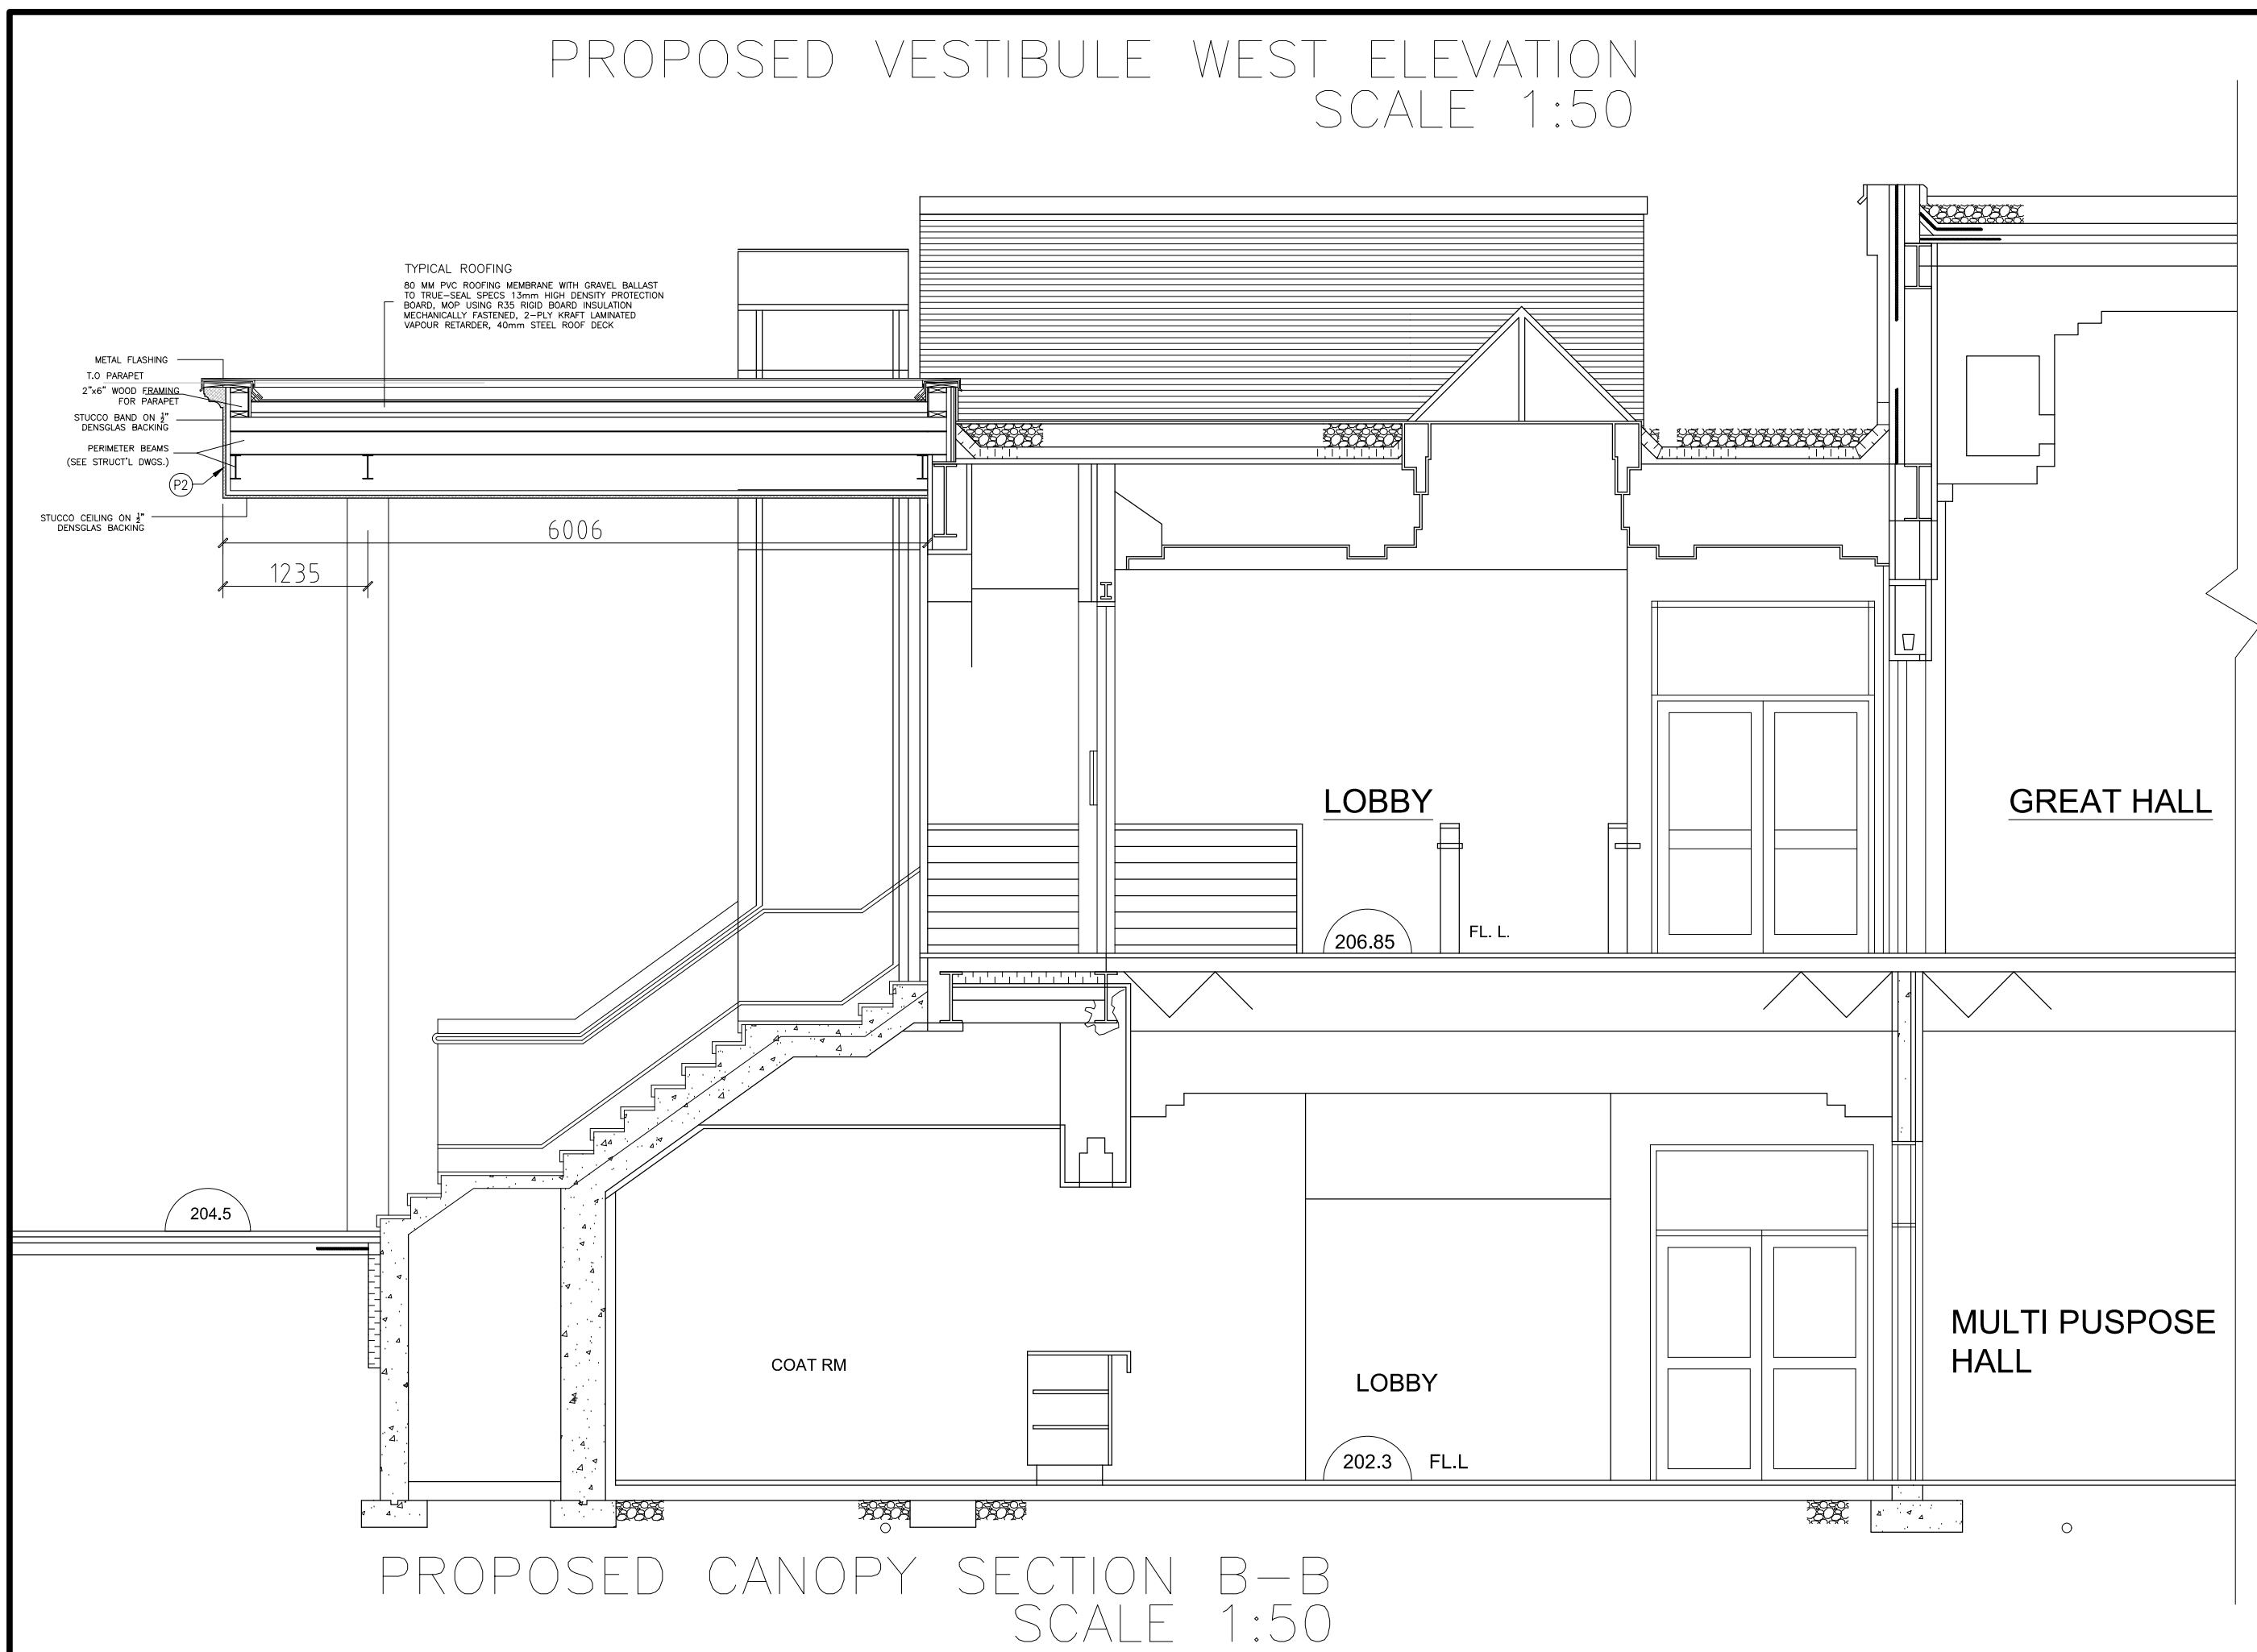 PROPOSED VESTIBULE WEST ELEVATION
SCALE 1:50
TYPICAL ROOFING
80 MM PVC ROOFING MEMBRANE WITH GRAVEL BALLAST
TO TRUE-SEAL SPECS 13mm HIGH DENSITY PROTECTION
BOARD, MOP USING R35 RIGID BOARD INSULATION
MECHANICALLY FASTENED, 2-PLY KRAFT LAMINATED
VAPOUR RETARDER, 40mm STEEL ROOF DECK
METAL FLASHING
T.O PARAPET
2"x6" WOOD FRAMING
FOR PARAPET
STUCCO BAND ON ½"
DENSGLAS BACKING
PERIMETER BEAMS
(SEE STRUCT'L DWGS.)
P2
STUCCO CEILING ON ½"
DENSGLAS BACKING
6006
1235
LOBBY
GREAT HALL
206.85
FL. L.
204.5
COAT RM
LOBBY
MULTI PUSPOSE
HALL
202.3
FL.L
PROPOSED CANOPY SECTION B-B
SCALE 1:50